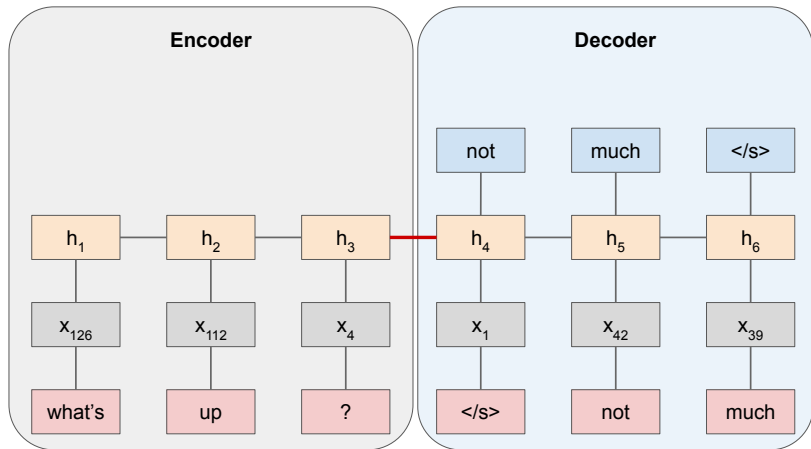 Encoder Decoder
not much </s>
h₁ h₂ h₃ h₄ h₅ h₆
x₁₂₆ x₁₁₂ x₄ x₁ x₄₂ x₃₉
what's up ? </s> not much